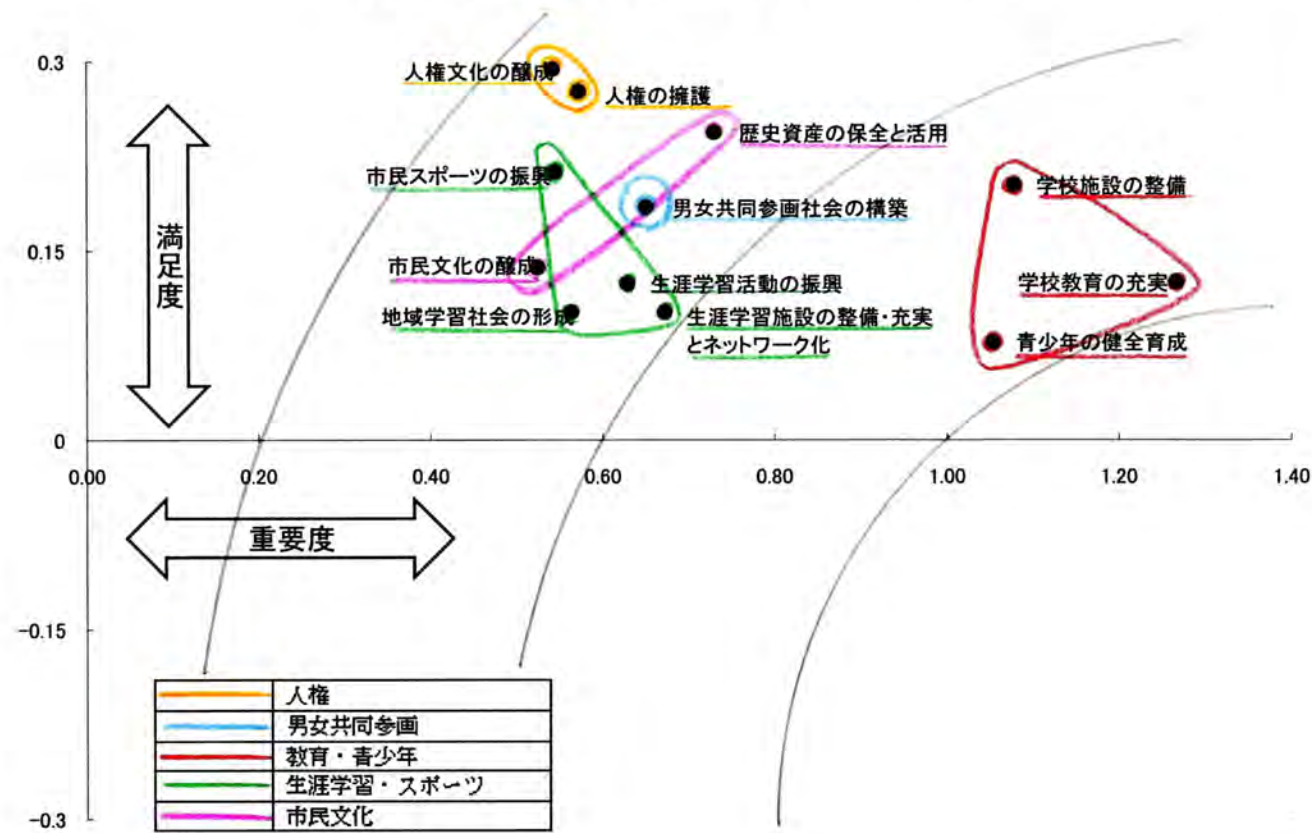 0.3
人権文化の醸成
人権の擁護
歴史資産の保全と活用
市民スポーツの振興
学校施設の整備
男女共同参画社会の構築
満足度
0.15
市民文化の醸成
生涯学習活動の振興
学校教育の充実
地域学習社会の形成
生涯学習施設の整備・充実
とネットワーク化
青少年の健全育成
0
0.00
0.20
0.40
0.60
0.80
1.00
1.20
1.40
重要度
-0.15
人権
男女共同参画
教育・青少年
生涯学習・スポーツ
市民文化
-0.3